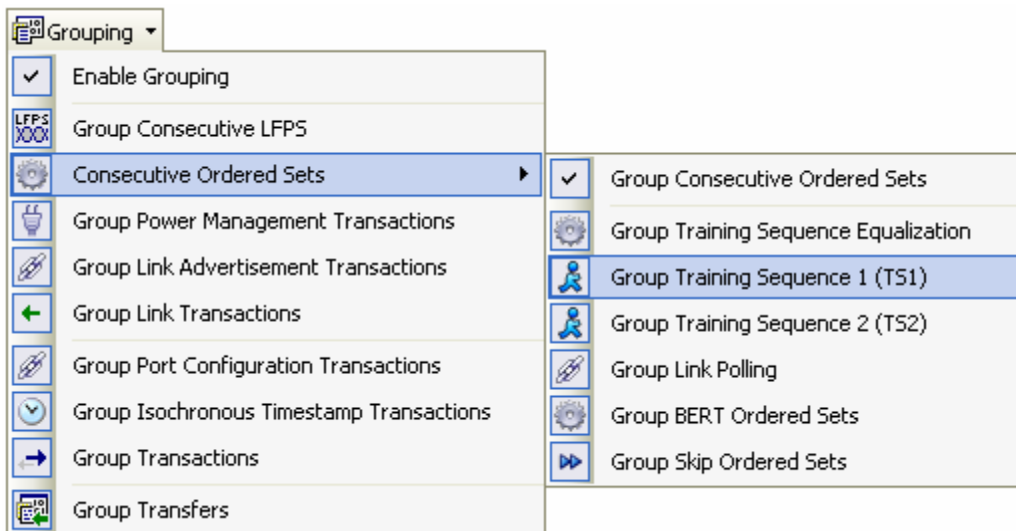 Grouping
Enable Grouping
LFPS
XXX
Group Consecutive LFPS
Consecutive Ordered Sets
Group Power Management Transactions
Group Link Advertisement Transactions
Group Link Transactions
Group Port Configuration Transactions
Group Isochronous Timestamp Transactions
Group Transactions
Group Transfers
Group Consecutive Ordered Sets
Group Training Sequence Equalization
Group Training Sequence 1 (TS1)
Group Training Sequence 2 (TS2)
Group Link Polling
Group BERT Ordered Sets
Group Skip Ordered Sets